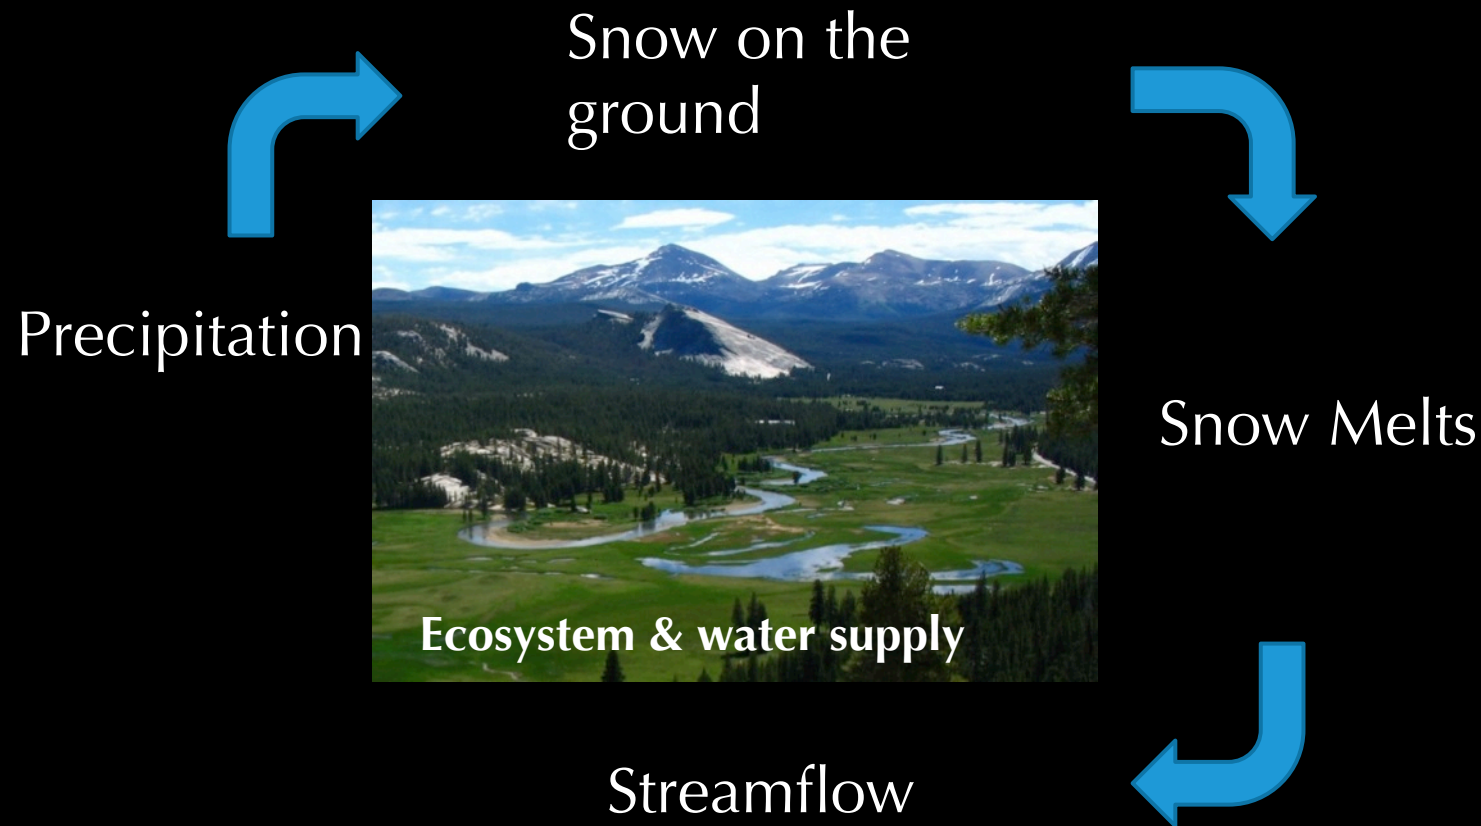 Snow on the
ground
Precipitation
Snow Melts
Ecosystem & water supply
Streamflow